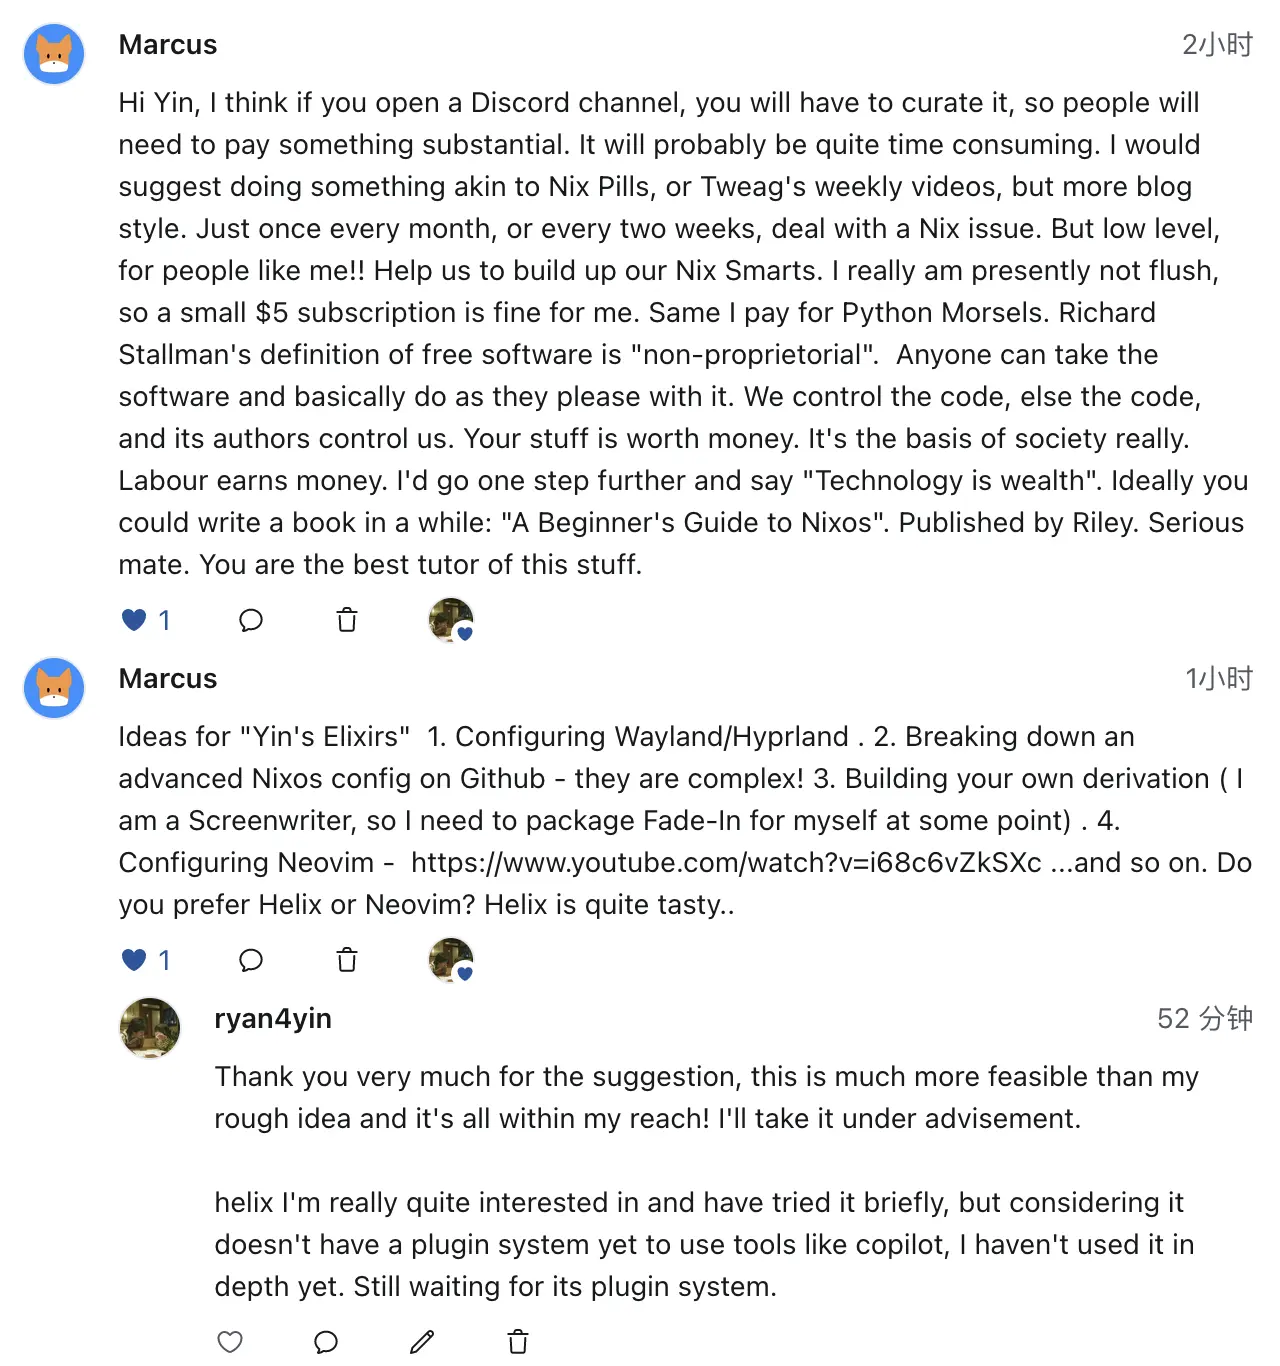 Marcus
2小时
Hi Yin, I think if you open a Discord channel, you will have to curate it, so people will
need to pay something substantial. It will probably be quite time consuming. I would
suggest doing something akin to Nix Pills, or Tweag's weekly videos, but more blog
style. Just once every month, or every two weeks, deal with a Nix issue. But low level,
for people like me!! Help us to build up our Nix Smarts. I really am presently not flush,
so a small $5 subscription is fine for me. Same I pay for Python Morsels. Richard
Stallman's definition of free software is "non-proprietorial".  Anyone can take the
software and basically do as they please with it. We control the code, else the code,
and its authors control us. Your stuff is worth money. It's the basis of society really.
Labour earns money. I'd go one step further and say "Technology is wealth". Ideally you
could write a book in a while: "A Beginner's Guide to Nixos". Published by Riley. Serious
mate. You are the best tutor of this stuff.
1
Marcus
1小时
Ideas for "Yin's Elixirs"  1. Configuring Wayland/Hyprland . 2. Breaking down an
advanced Nixos config on Github - they are complex! 3. Building your own derivation ( I
am a Screenwriter, so I need to package Fade-In for myself at some point) . 4.
Configuring Neovim -  https://www.youtube.com/watch?v=i68c6vZkSXc ...and so on. Do
you prefer Helix or Neovim? Helix is quite tasty..
1
ryan4yin
52 分钟
Thank you very much for the suggestion, this is much more feasible than my
rough idea and it's all within my reach! I'll take it under advisement.
helix I'm really quite interested in and have tried it briefly, but considering it
doesn't have a plugin system yet to use tools like copilot, I haven't used it in
depth yet. Still waiting for its plugin system.